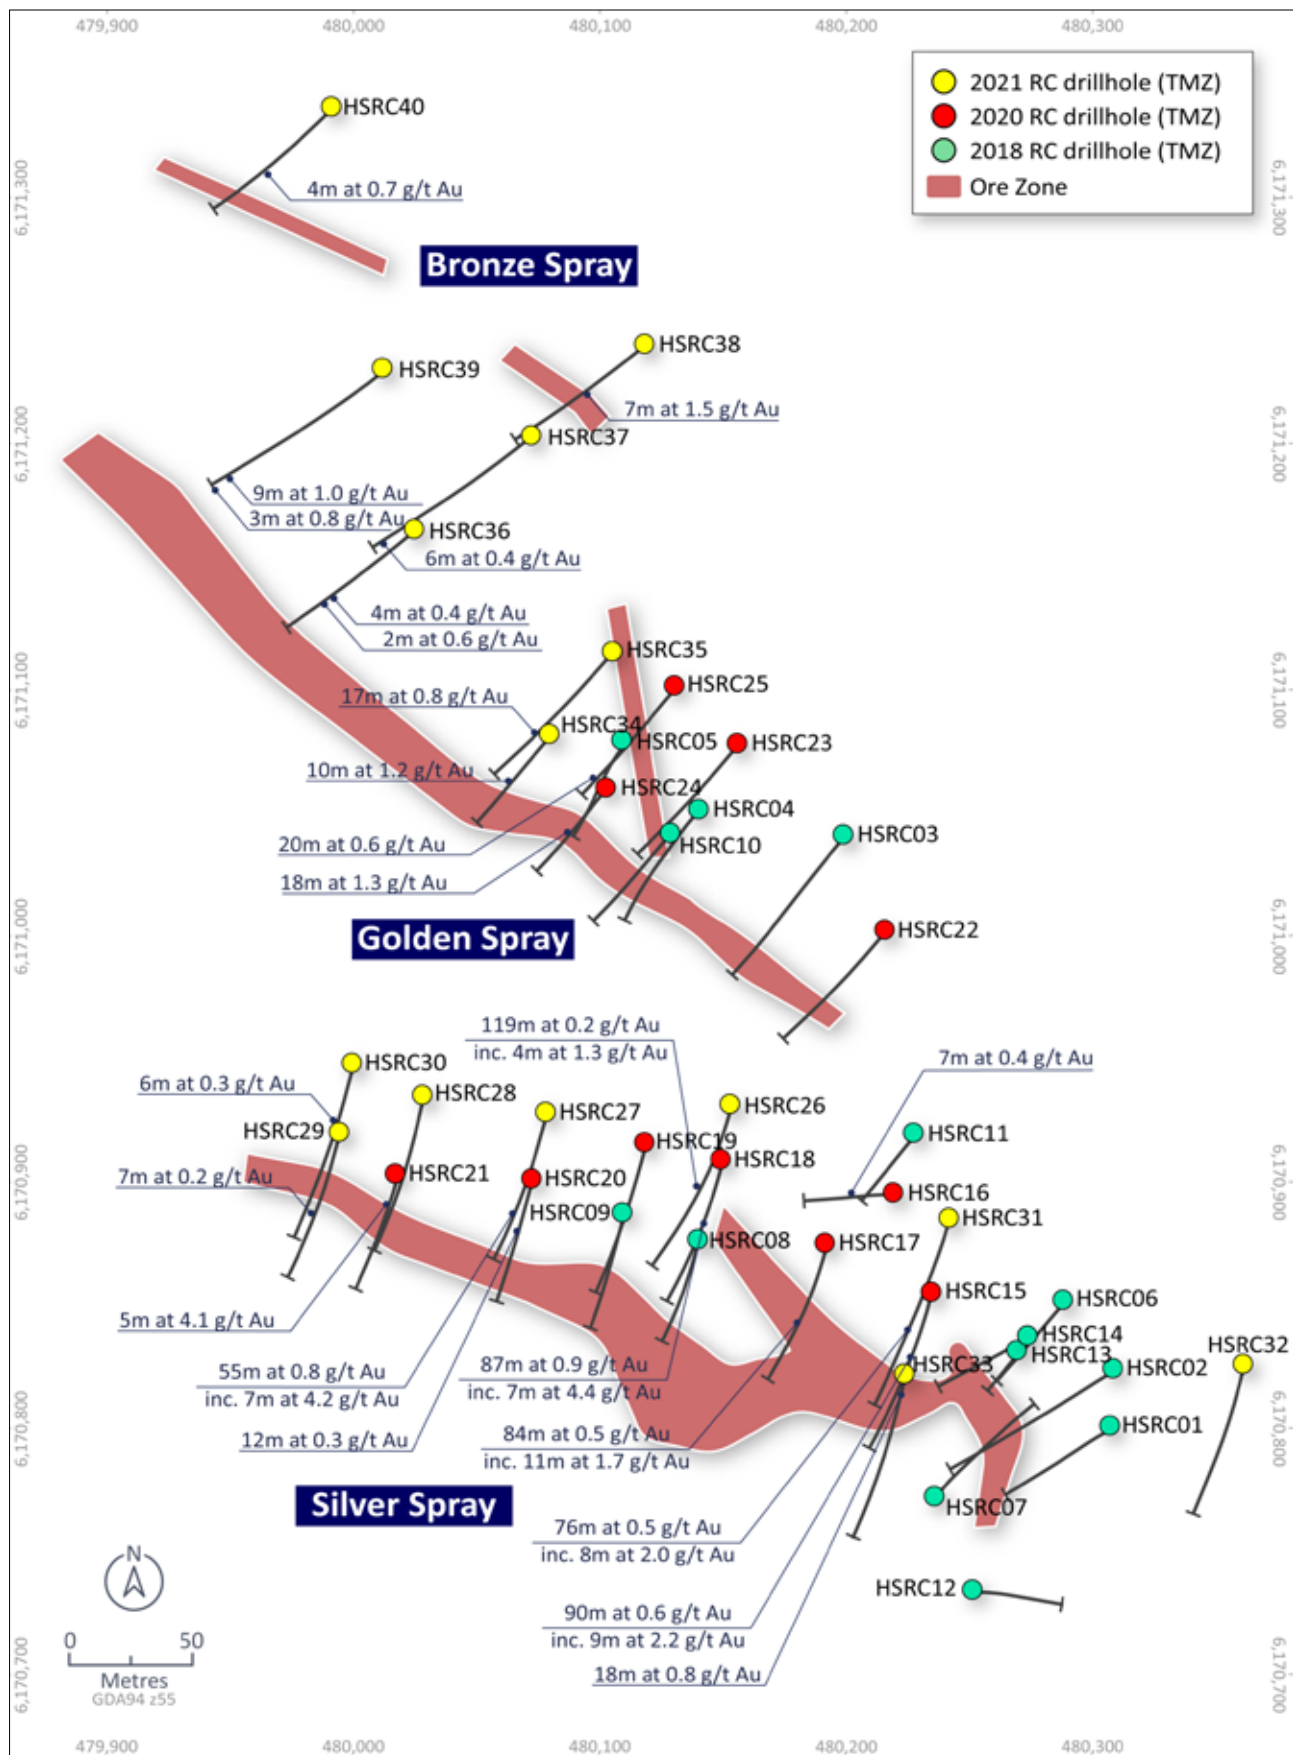 479,900 480,000 480,100 480,200 480,300
2021 RC drillhole (TMZ)
2020 RC drillhole (TMZ)
2018 RC drillhole (TMZ)
Ore Zone
HSRC40
6,171,300
6,171,300
4m at 0.7 g/t Au
Bronze Spray
HSRC38
HSRC39
7m at 1.5 g/t Au
HSRC37
6,171,200
6,171,200
9m at 1.0 g/t Au
3m at 0.8 g/t Au
HSRC36
6m at 0.4 g/t Au
4m at 0.4 g/t Au
2m at 0.6 g/t Au
HSRC35
HSRC25
6,171,100
6,171,100
17m at 0.8 g/t Au
HSRC34
HSRC05
HSRC23
10m at 1.2 g/t Au
HSRC24
HSRC04
HSRC03
HSRC10
20m at 0.6 g/t Au
18m at 1.3 g/t Au
Golden Spray
HSRC22
6,171,000
6,171,000
119m at 0.2 g/t Au
inc. 4m at 1.3 g/t Au
7m at 0.4 g/t Au
HSRC30
6m at 0.3 g/t Au
HSRC28
HSRC27
HSRC26
HSRC29
HSRC19
HSRC11
6,170,900
6,170,900
7m at 0.2 g/t Au
HSRC21
HSRC20
HSRC18
HSRC16
HSRC09
HSRC31
HSRC08
HSRC17
HSRC15
HSRC06
5m at 4.1 g/t Au
HSRC14
HSRC13
HSRC32
HSRC33
HSRC02
55m at 0.8 g/t Au
inc. 7m at 4.2 g/t Au
87m at 0.9 g/t Au
inc. 7m at 4.4 g/t Au
HSRC01
6,170,800
6,170,800
12m at 0.3 g/t Au
84m at 0.5 g/t Au
inc. 11m at 1.7 g/t Au
Silver Spray
HSRC07
76m at 0.5 g/t Au
inc. 8m at 2.0 g/t Au
HSRC12
N
90m at 0.6 g/t Au
inc. 9m at 2.2 g/t Au
18m at 0.8 g/t Au
0 50
Metres
GDA94 z55
6,170,700
6,170,700
479,900 480,000 480,100 480,200 480,300